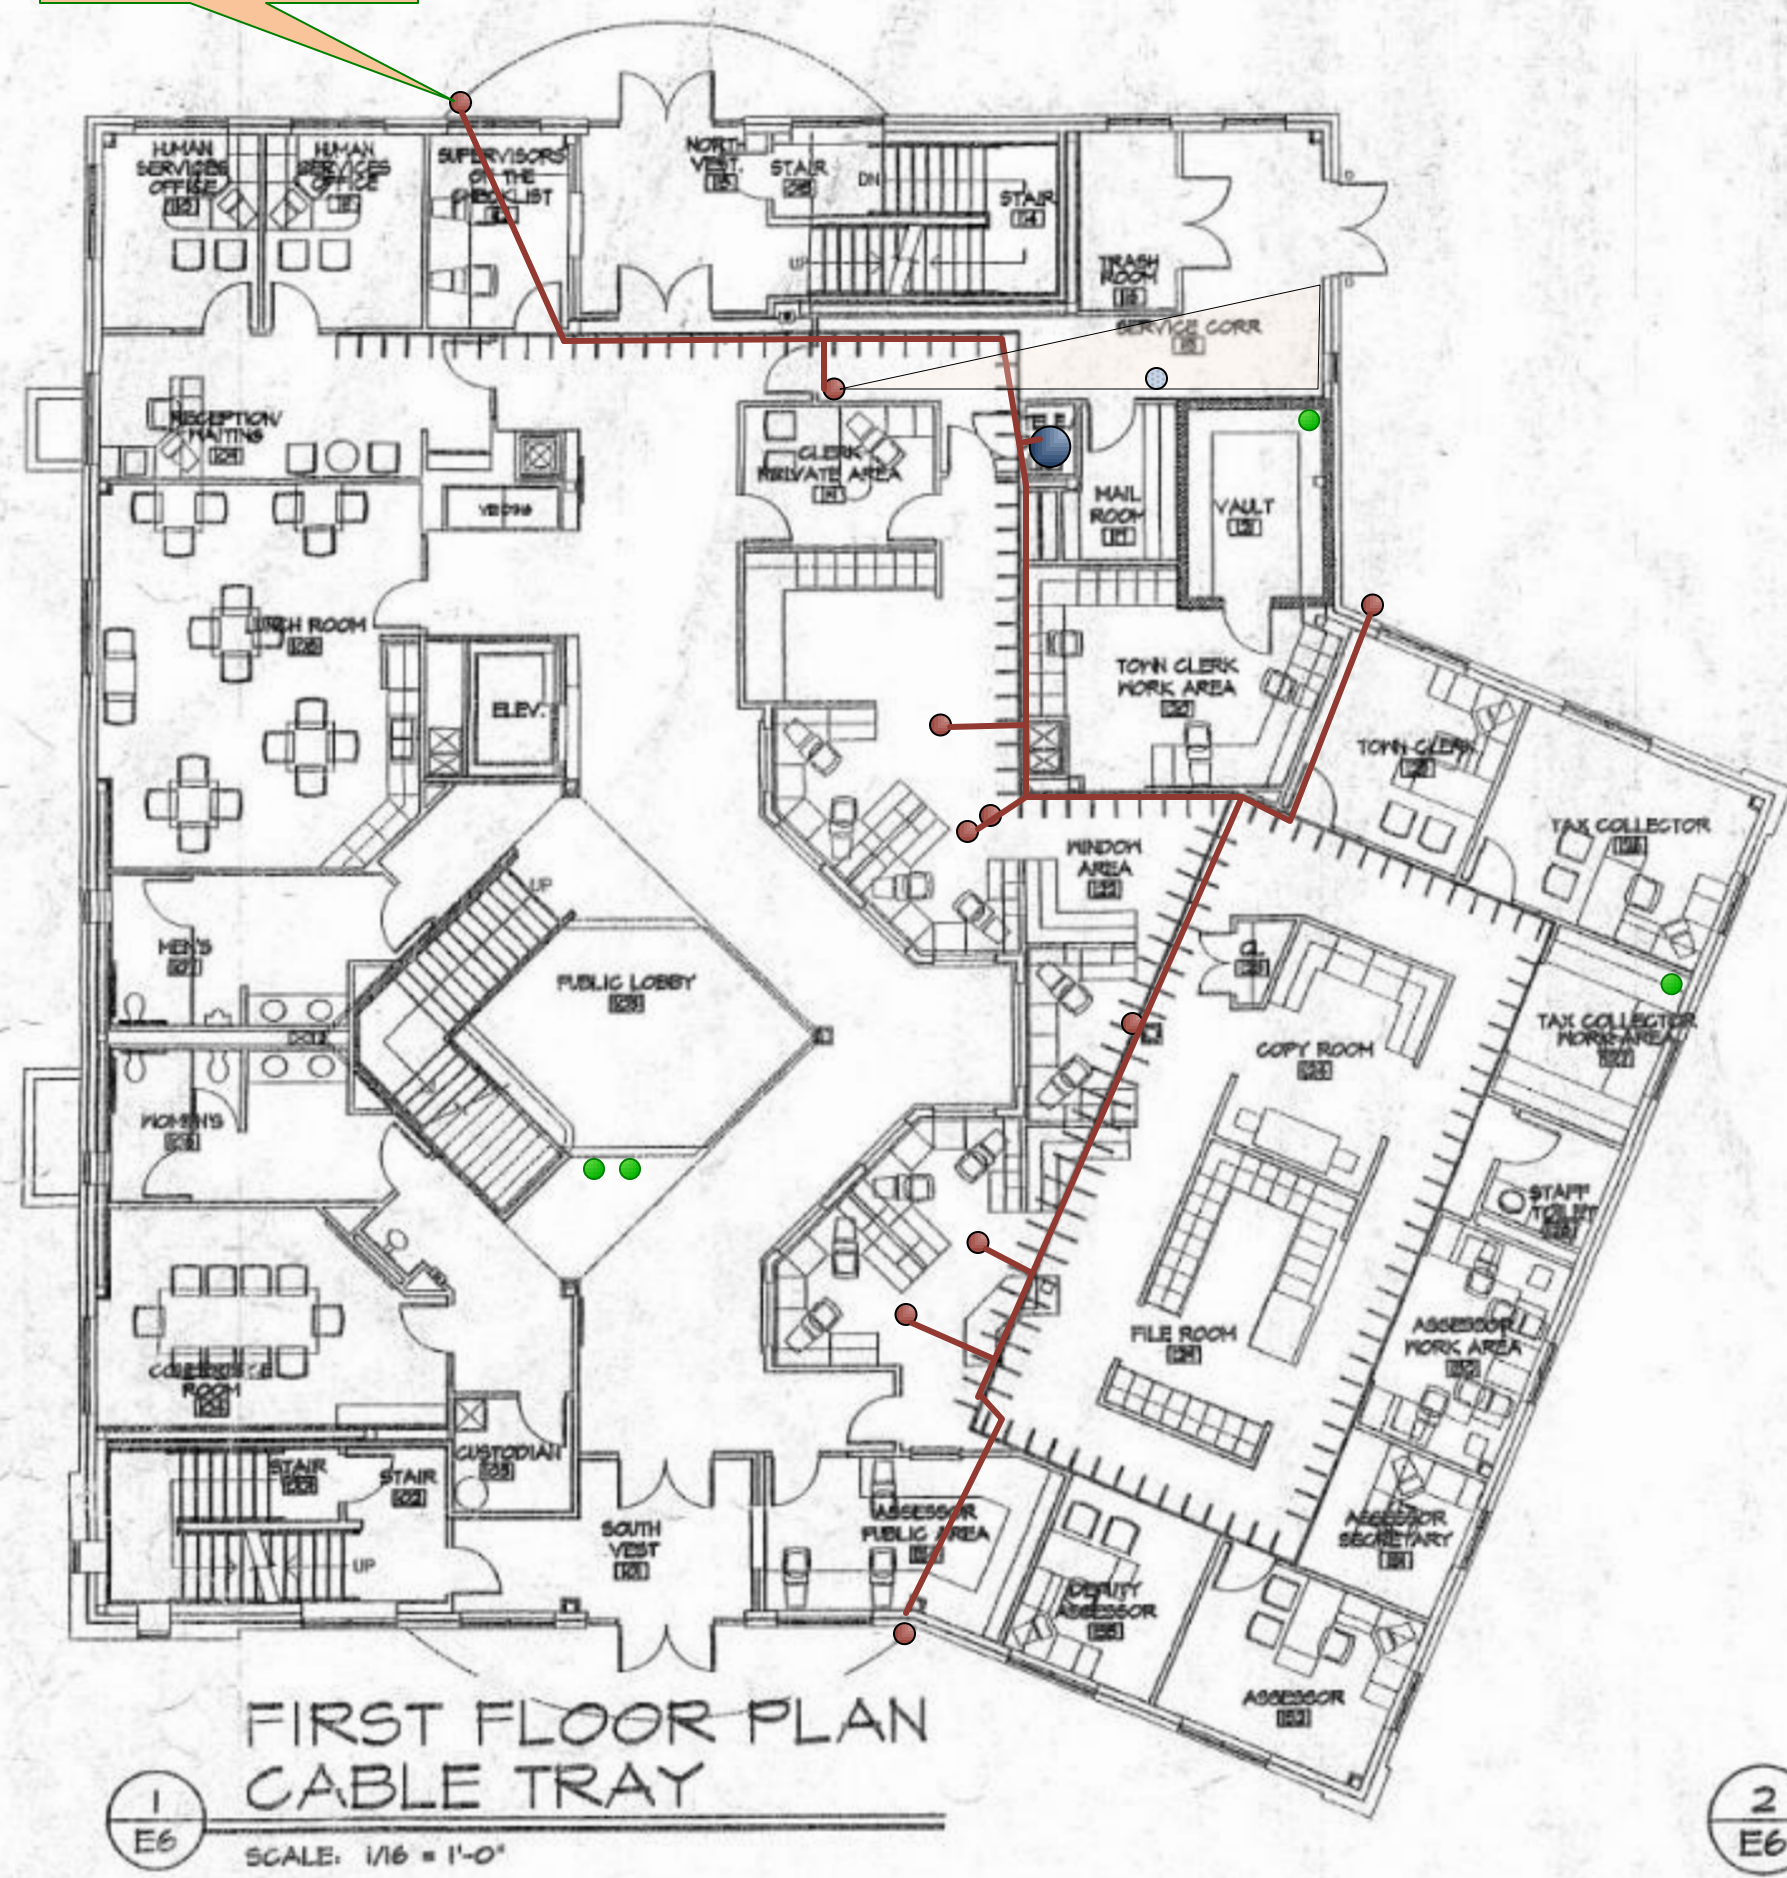 HUMAN
SERVICES
OFFICE
HUMAN
SERVICES
OFFICE
SUPERVISORS
OF THE
CHECKLIST
NORTH
VEST.
STAIR
DN
STAIR
114
UP
TRASH
ROOM
SERVICE CORR
RECEPTION/
WAITING
CLERK
PRIVATE AREA
MAIL
ROOM
VAULT
LUNCH ROOM
ELEV.
TOWN CLERK
WORK AREA
TOWN CLERK
TAX COLLECTOR
WINDOW
AREA
UP
MEN'S
PUBLIC LOBBY
CL.
COPY ROOM
TAX COLLECTOR
WORK AREA
WOMEN'S
STAFF
TOILET
FILE ROOM
ASSESSOR
WORK AREA
CONFERENCE
ROOM
CUSTODIAN
STAIR
STAIR
UP
SOUTH
VEST
ASSESSOR
PUBLIC AREA
ASSESSOR
SECRETARY
DEPUTY
ASSESSOR
ASSESSOR
FIRST FLOOR PLAN
CABLE TRAY
1
E6
SCALE: 1/16 = 1'-0"
2
E6